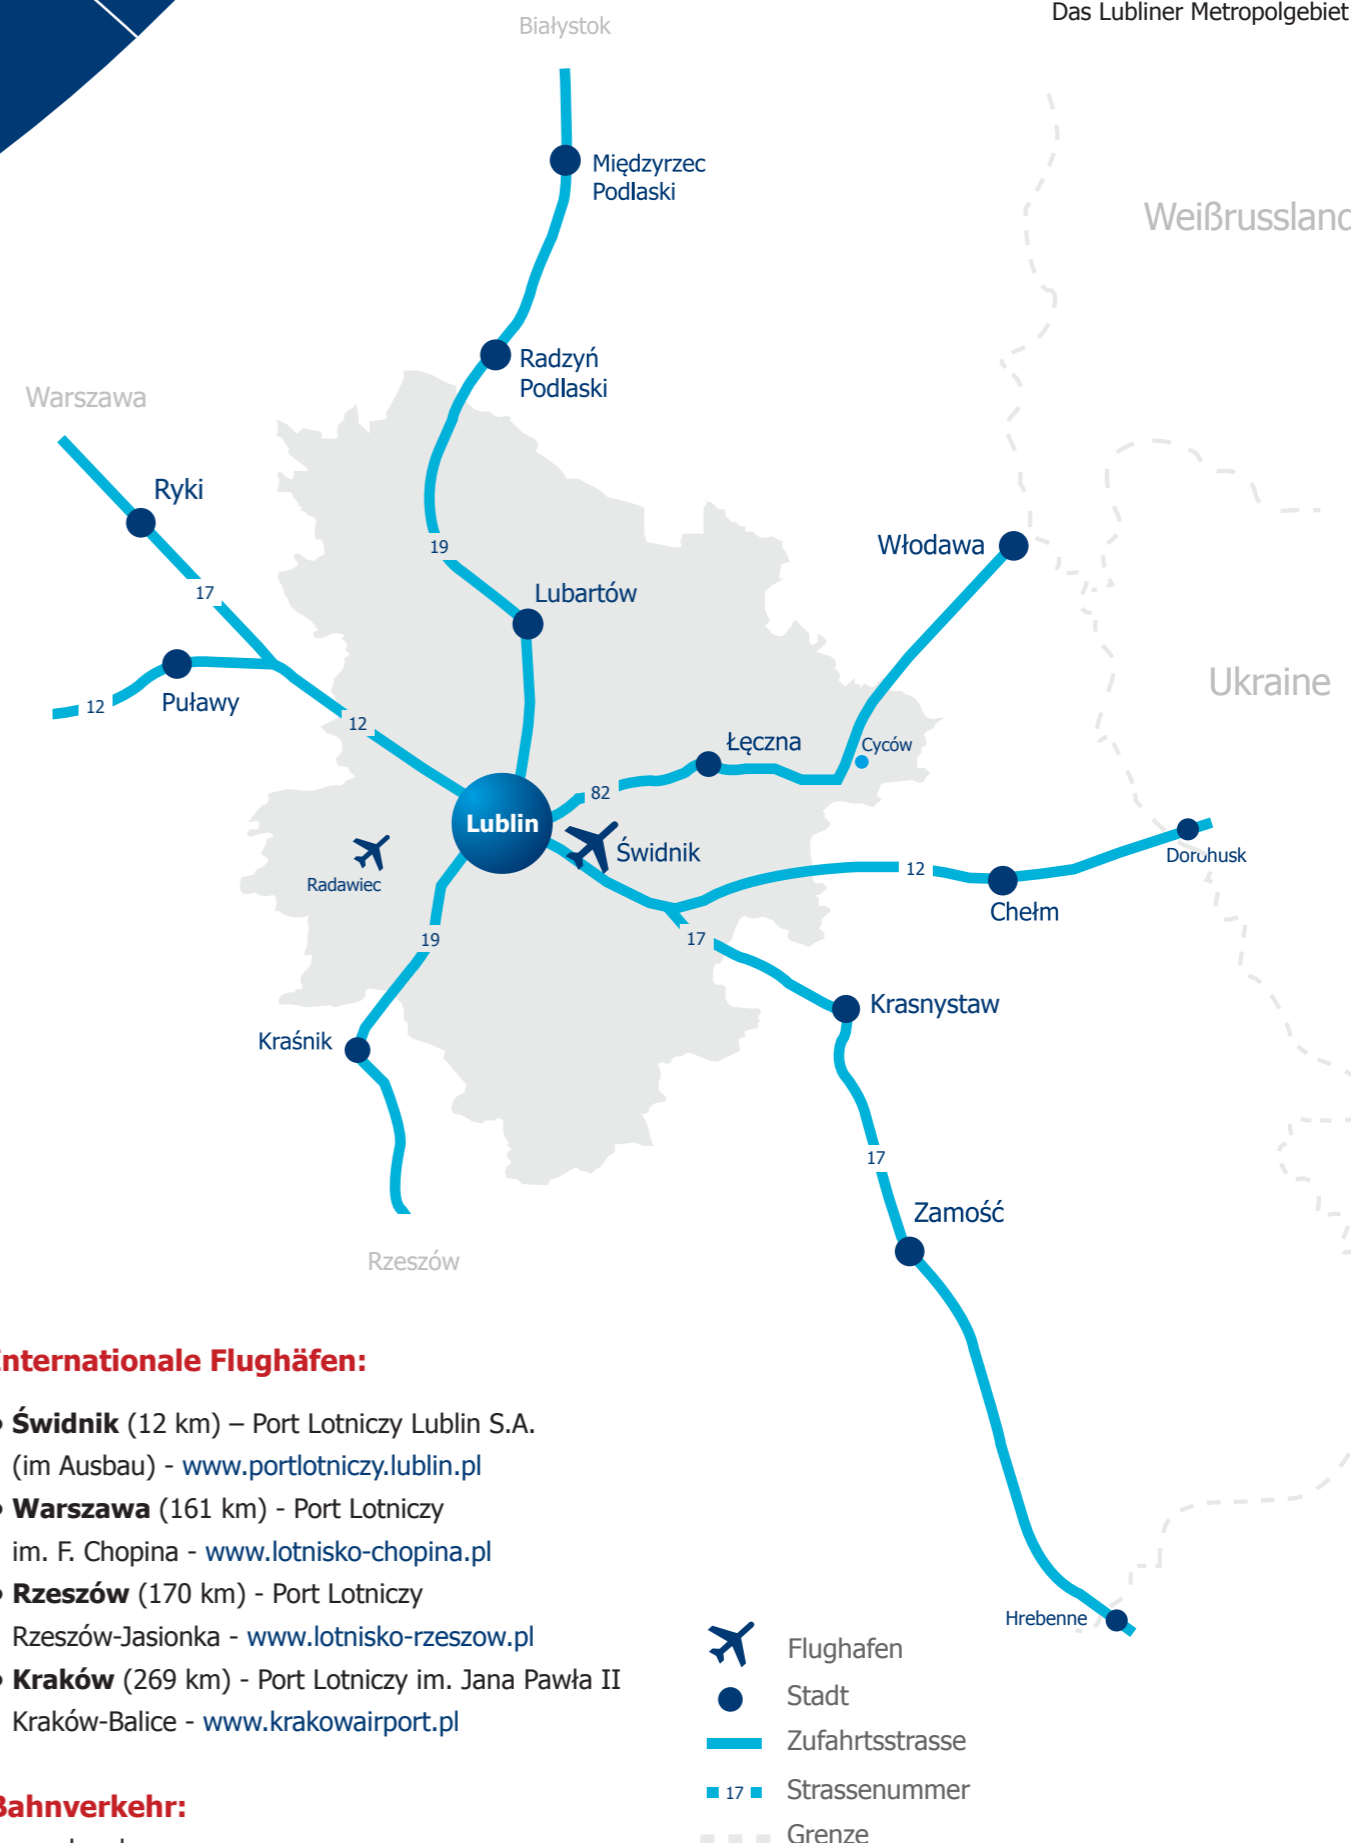 Das Lubliner Metropolgebiet
Białystok
Międzyrzec
Podlaski
Weißrussland
Radzyń
Podlaski
Warszawa
Ryki
19
Włodawa
17
Lubartów
Puławy
12
12
Ukraine
Łęczna
Cyców
82
Lublin
Świdnik
Radawiec
12
Dorohusk
Chełm
19
17
Krasnystaw
Kraśnik
17
Zamość
Rzeszów
Internationale Flughäfen:
• Świdnik (12 km) – Port Lotniczy Lublin S.A.
(im Ausbau) - www.portlotniczy.lublin.pl
• Warszawa (161 km) - Port Lotniczy
im. F. Chopina - www.lotnisko-chopina.pl
• Rzeszów (170 km) - Port Lotniczy
Rzeszów-Jasionka - www.lotnisko-rzeszow.pl
• Kraków (269 km) - Port Lotniczy im. Jana Pawła II
Kraków-Balice - www.krakowairport.pl
Bahnverkehr:
Hrebenne
Flughafen
Stadt
Zufahrtsstrasse
17 Strassenummer
Grenze